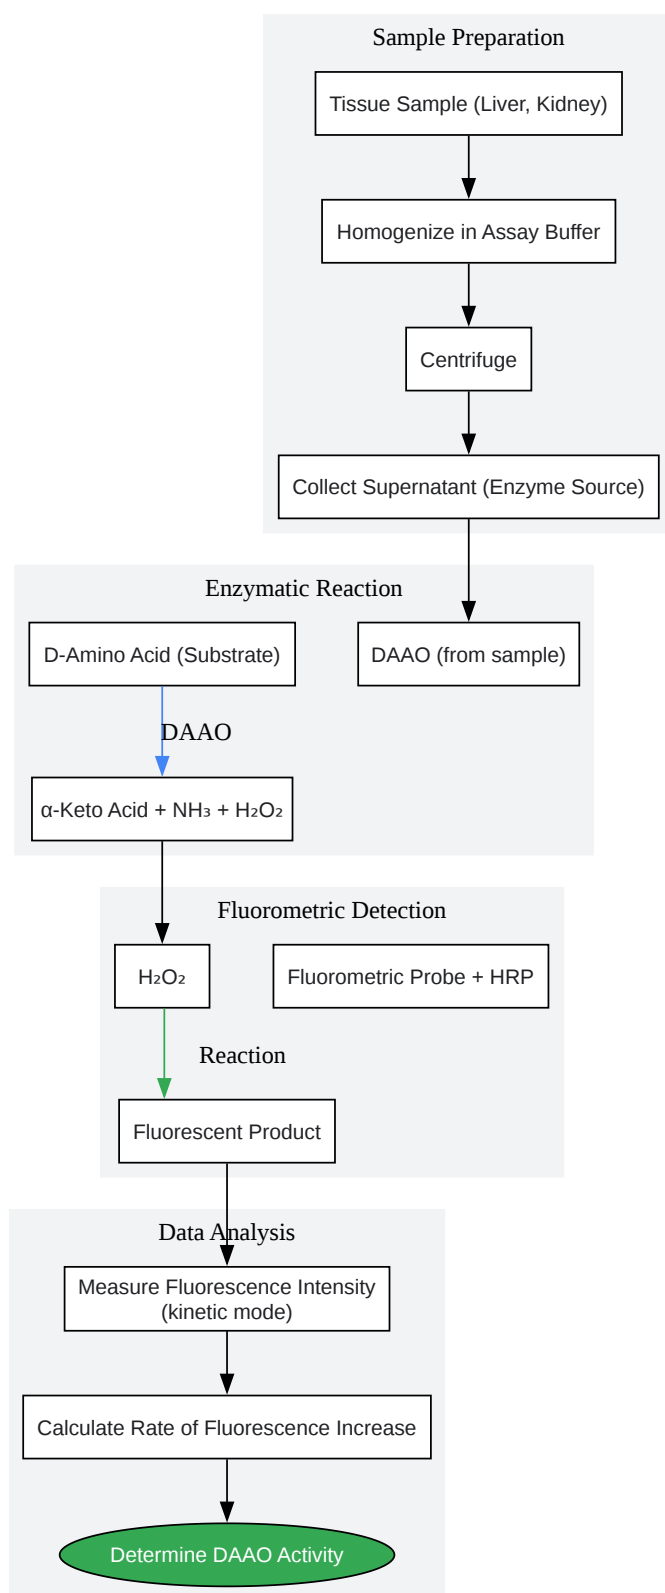 Sample Preparation
Tissue Sample (Liver, Kidney)
Homogenize in Assay Buffer
Centrifuge
Collect Supernatant (Enzyme Source)
Enzymatic Reaction
D-Amino Acid (Substrate)
DAAO (from sample)
DAAO
α-Keto Acid + NH₃ + H₂O₂
Fluorometric Detection
H₂O₂
Fluorometric Probe + HRP
Reaction
Fluorescent Product
Data Analysis
Measure Fluorescence Intensity
(kinetic mode)
Calculate Rate of Fluorescence Increase
Determine DAAO Activity